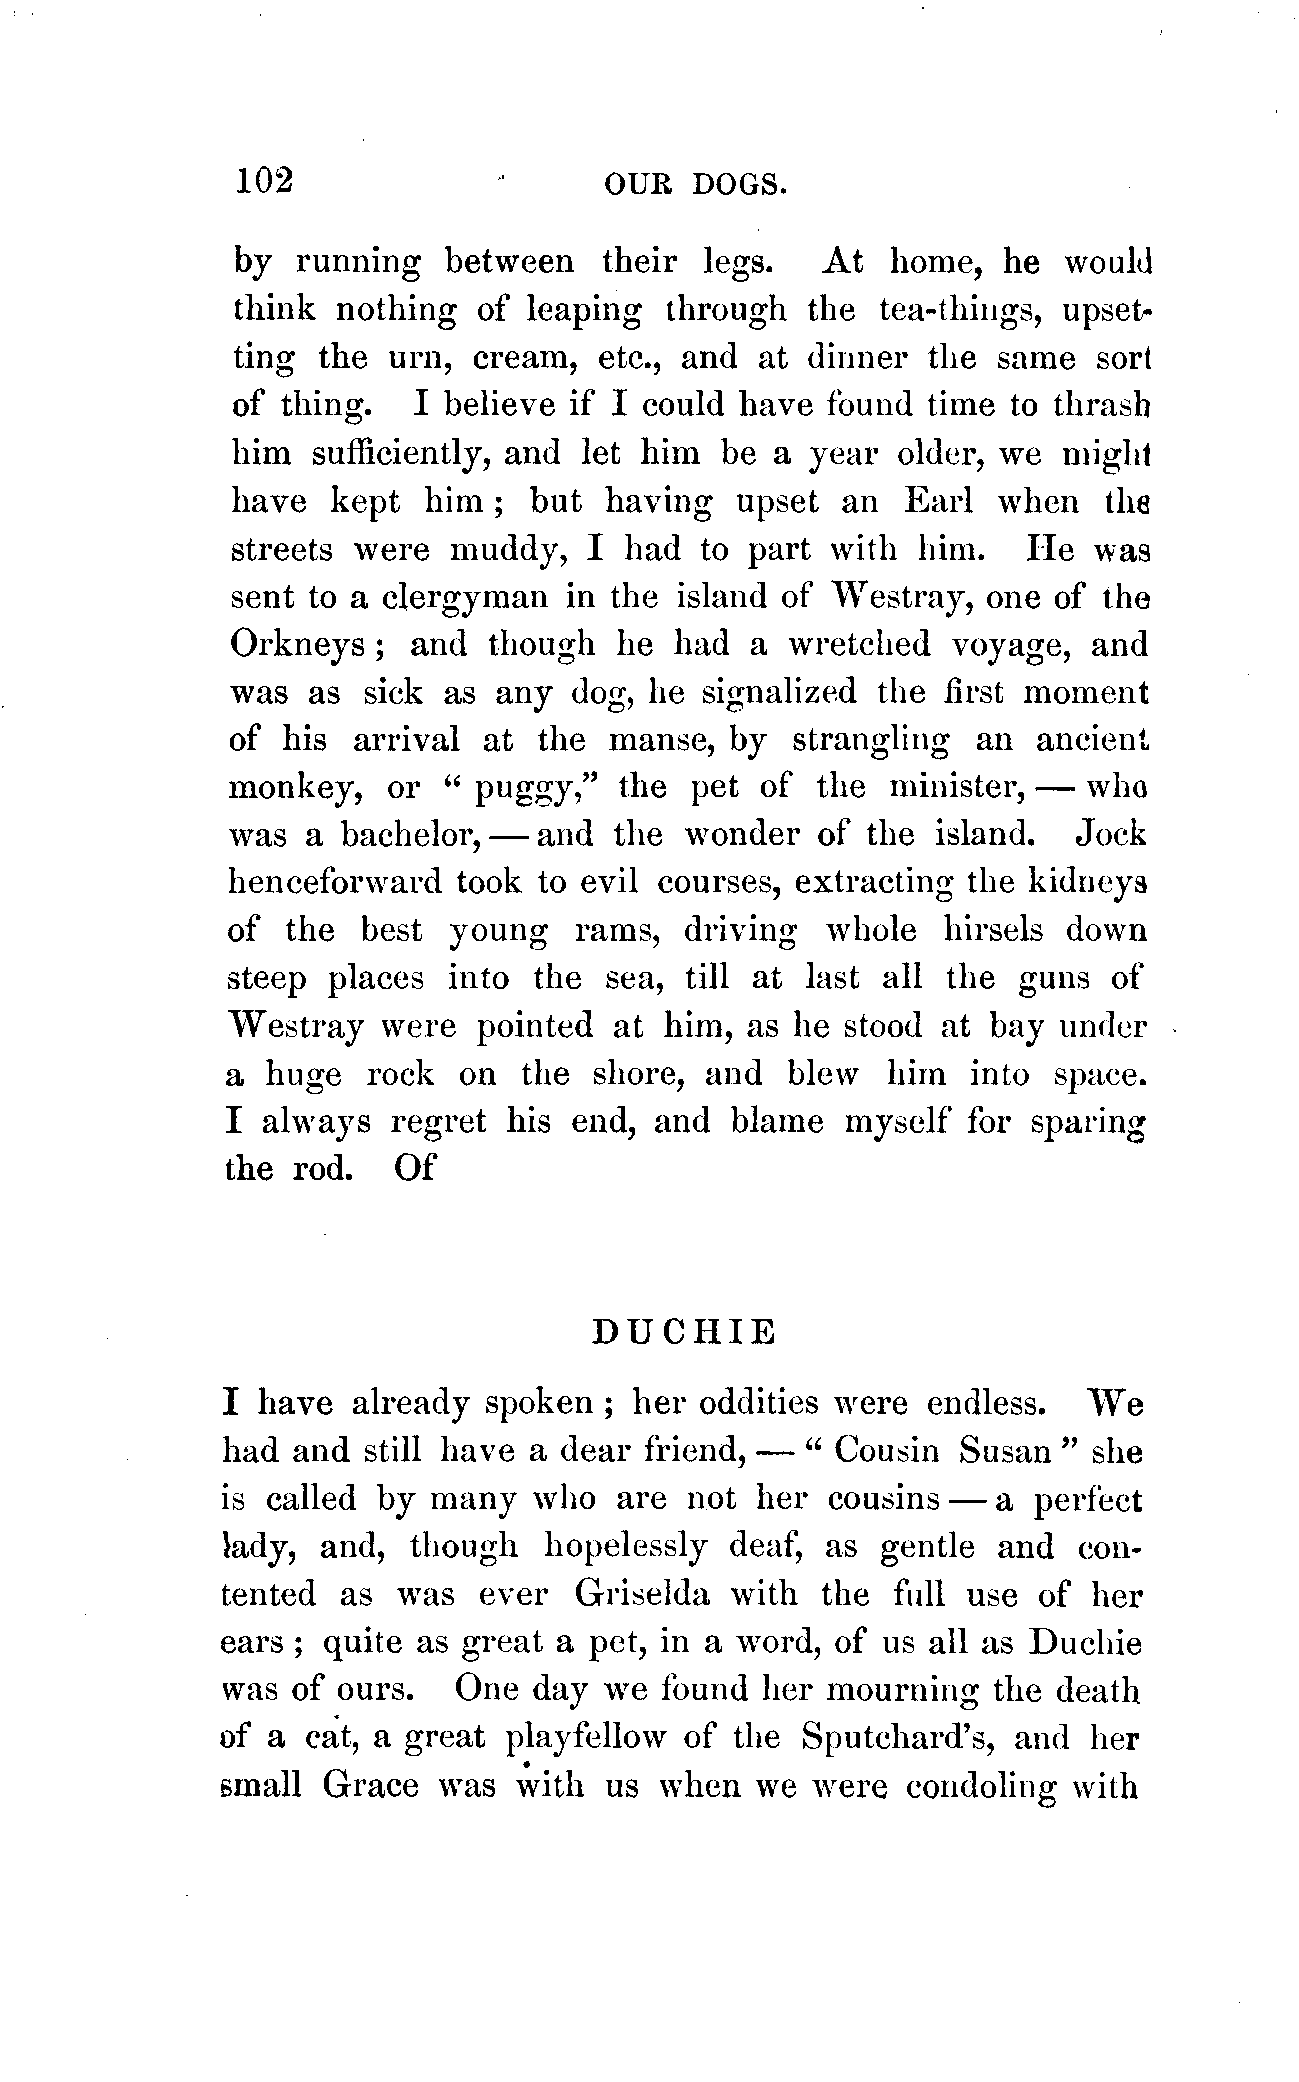 102 OUR DOGS.
by running between their legs. At home, he would
think nothing of leaping through the tea-things, upset-
ting the urn, cream, etc., and at dinner the same sort
of thing. I believe if I could have found time to thrash
him sufficiently, and let him be a year older, we might
have kept him ; but having upset an Earl when the
streets were muddy, I had to part with him. He was
sent to a clergyman in the island of Westray, one of the
Orkneys ; and though he had a wretched voyage, and
was as sick as any dog, he signalized the first moment
of his arrival at the manse, by strangling an ancient
monkey, or “ puggy,” the pet of the minister, — who
was a bachelor, — and the wonder of the island. Jock
henceforward took to evil courses, extracting the kidneys
of the best young rams, driving whole hirsels down
steep places into the sea, till at last all the guns of
Westray were pointed at him, as he stood at bay under
a huge rock on the shore, and blew him into space.
I always regret his end, and blame myself for sparing
the rod. Of
DUCHIE
I have already spoken ; her oddities were endless. We
had and still have a dear friend, — “ Cousin Susan ” she
is called by many who are not her cousins — a perfect
lady, and, though hopelessly deaf, as gentle and con-
tented as was ever Griselda with the full use of her
ears ; quite as great a pet, in a word, of us all as Duchie
was of ours. One day we found her mourning the death
of a cat, a great playfellow of the Sputchard’s, and her
small Grace was with us when we were condoling with